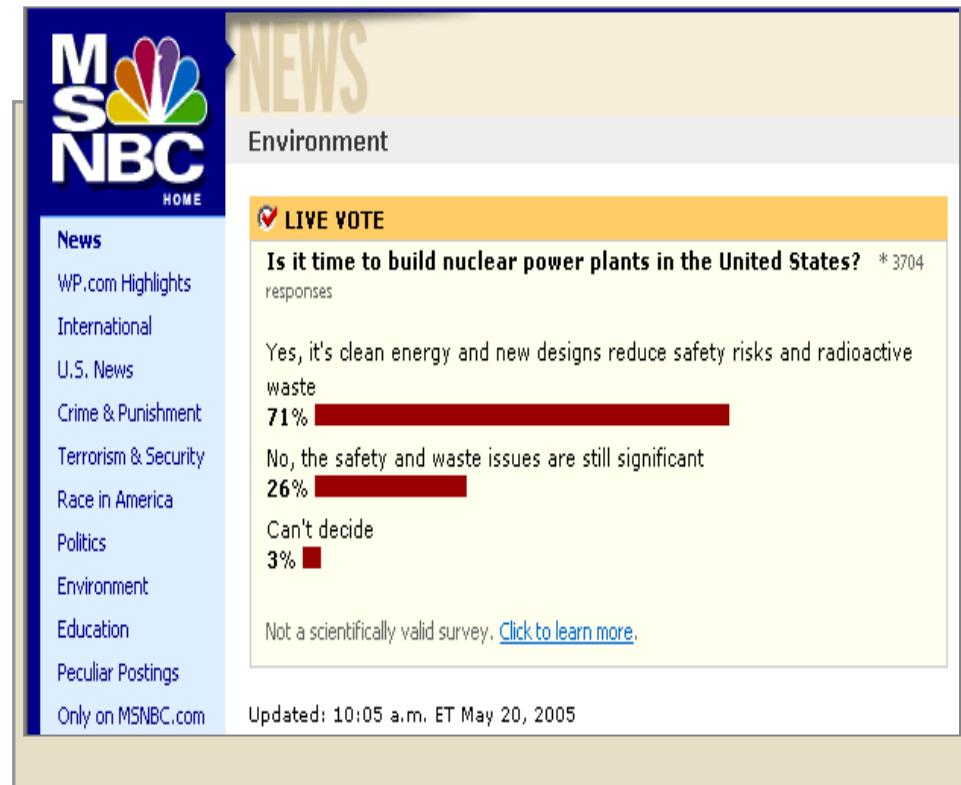 MSNBC
HOME
NEWS
Environment
News
WP.com Highlights
International
U.S. News
Crime & Punishment
Terrorism & Security
Race in America
Politics
Environment
Education
Peculiar Postings
Only on MSNBC.com
LIVE VOTE
Is it time to build nuclear power plants in the United States? * 3704
responses
Yes, it's clean energy and new designs reduce safety risks and radioactive
waste
71%
No, the safety and waste issues are still significant
26%
Can't decide
3%
Not a scientifically valid survey. Click to learn more.
Updated: 10:05 a.m. ET May 20, 2005